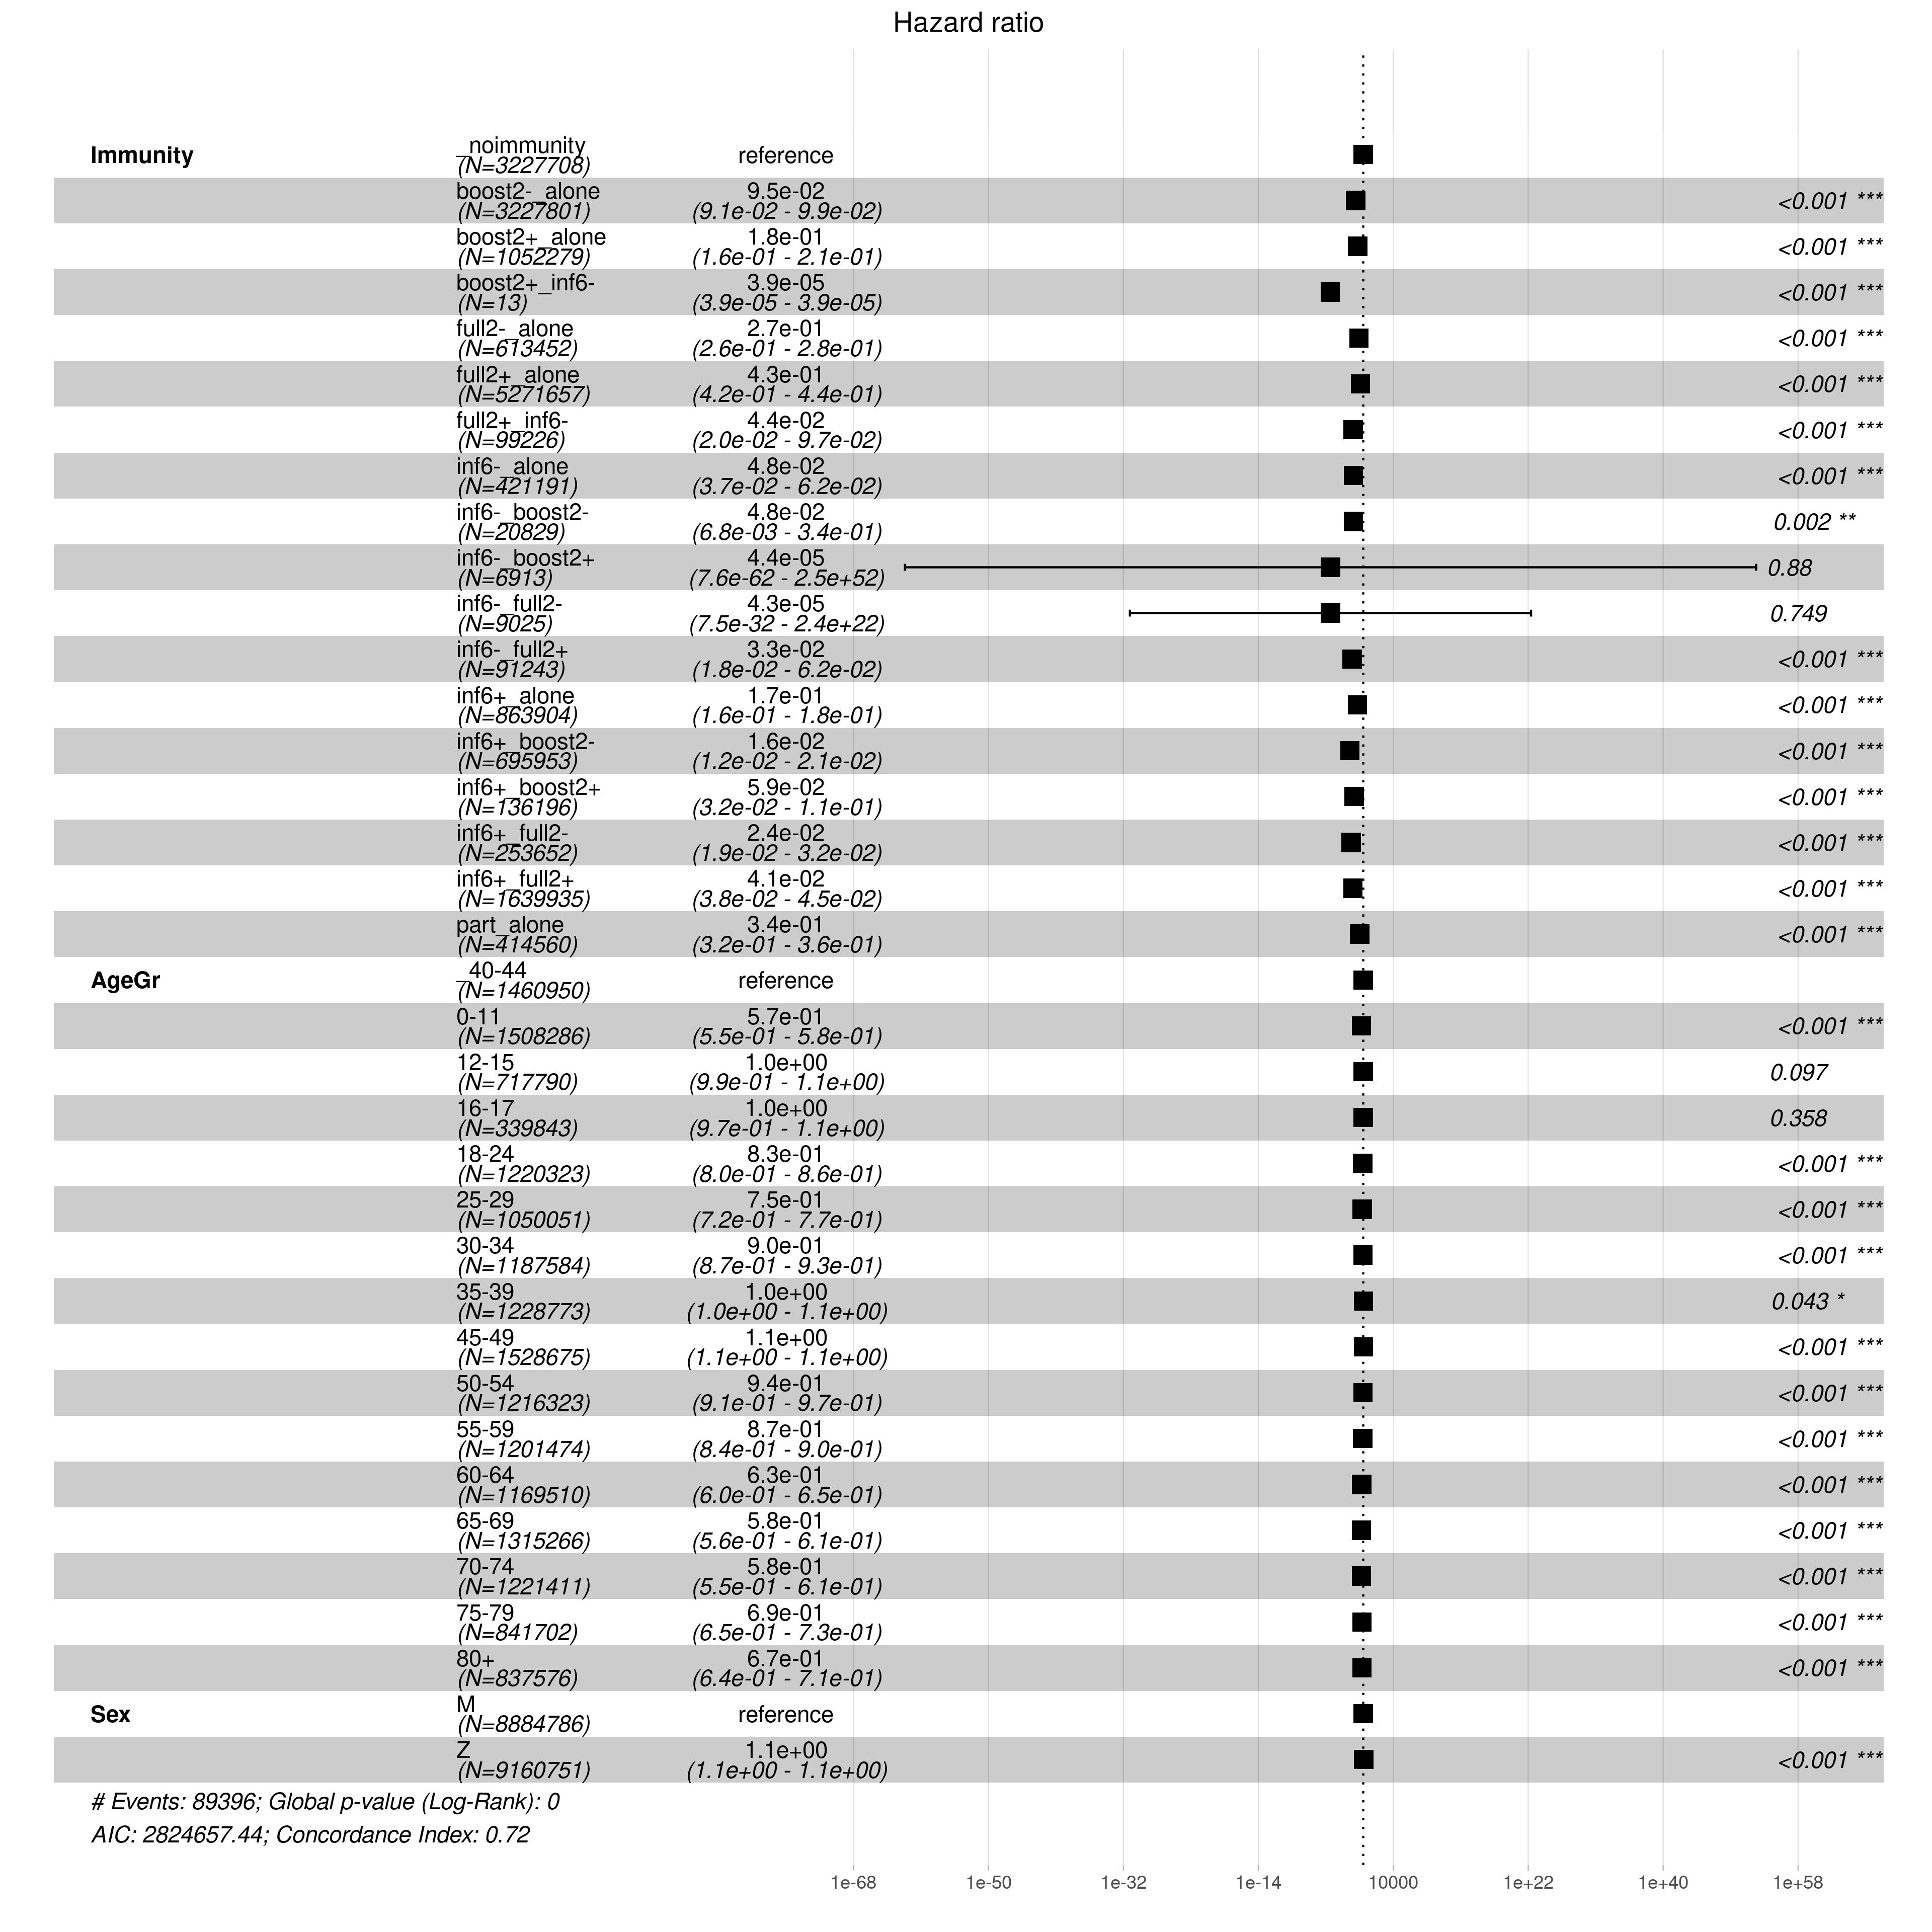 Hazard ratio
Immunity
_noimmunity
(N=3227708)
reference
boost2-_alone
(N=3227801)
9.5e-02
(9.1e-02 - 9.9e-02)
<0.001 ***
boost2+_alone
(N=1052279)
1.8e-01
(1.6e-01 - 2.1e-01)
<0.001 ***
boost2+_inf6-
(N=13)
3.9e-05
(3.9e-05 - 3.9e-05)
<0.001 ***
full2-_alone
(N=613452)
2.7e-01
(2.6e-01 - 2.8e-01)
<0.001 ***
full2+_alone
(N=5271657)
4.3e-01
(4.2e-01 - 4.4e-01)
<0.001 ***
full2+_inf6-
(N=99226)
4.4e-02
(2.0e-02 - 9.7e-02)
<0.001 ***
inf6-_alone
(N=421191)
4.8e-02
(3.7e-02 - 6.2e-02)
<0.001 ***
inf6-_boost2-
(N=20829)
4.8e-02
(6.8e-03 - 3.4e-01)
0.002 **
inf6-_boost2+
(N=6913)
4.4e-05
(7.6e-62 - 2.5e+52)
0.88
inf6-_full2-
(N=9025)
4.3e-05
(7.5e-32 - 2.4e+22)
0.749
inf6-_full2+
(N=91243)
3.3e-02
(1.8e-02 - 6.2e-02)
<0.001 ***
inf6+_alone
(N=863904)
1.7e-01
(1.6e-01 - 1.8e-01)
<0.001 ***
inf6+_boost2-
(N=695953)
1.6e-02
(1.2e-02 - 2.1e-02)
<0.001 ***
inf6+_boost2+
(N=136196)
5.9e-02
(3.2e-02 - 1.1e-01)
<0.001 ***
inf6+_full2-
(N=253652)
2.4e-02
(1.9e-02 - 3.2e-02)
<0.001 ***
inf6+_full2+
(N=1639935)
4.1e-02
(3.8e-02 - 4.5e-02)
<0.001 ***
part_alone
(N=414560)
3.4e-01
(3.2e-01 - 3.6e-01)
<0.001 ***
AgeGr
_40-44
(N=1460950)
reference
0-11
(N=1508286)
5.7e-01
(5.5e-01 - 5.8e-01)
<0.001 ***
12-15
(N=717790)
1.0e+00
(9.9e-01 - 1.1e+00)
0.097
16-17
(N=339843)
1.0e+00
(9.7e-01 - 1.1e+00)
0.358
18-24
(N=1220323)
8.3e-01
(8.0e-01 - 8.6e-01)
<0.001 ***
25-29
(N=1050051)
7.5e-01
(7.2e-01 - 7.7e-01)
<0.001 ***
30-34
(N=1187584)
9.0e-01
(8.7e-01 - 9.3e-01)
<0.001 ***
35-39
(N=1228773)
1.0e+00
(1.0e+00 - 1.1e+00)
0.043 *
45-49
(N=1528675)
1.1e+00
(1.1e+00 - 1.1e+00)
<0.001 ***
50-54
(N=1216323)
9.4e-01
(9.1e-01 - 9.7e-01)
<0.001 ***
55-59
(N=1201474)
8.7e-01
(8.4e-01 - 9.0e-01)
<0.001 ***
60-64
(N=1169510)
6.3e-01
(6.0e-01 - 6.5e-01)
<0.001 ***
65-69
(N=1315266)
5.8e-01
(5.6e-01 - 6.1e-01)
<0.001 ***
70-74
(N=1221411)
5.8e-01
(5.5e-01 - 6.1e-01)
<0.001 ***
75-79
(N=841702)
6.9e-01
(6.5e-01 - 7.3e-01)
<0.001 ***
80+
(N=837576)
6.7e-01
(6.4e-01 - 7.1e-01)
<0.001 ***
Sex
M
(N=8884786)
reference
Z
(N=9160751)
1.1e+00
(1.1e+00 - 1.1e+00)
<0.001 ***
# Events: 89396; Global p-value (Log-Rank): 0
AIC: 2824657.44; Concordance Index: 0.72
1e-68 1e-50 1e-32 1e-14 10000 1e+22 1e+40 1e+58